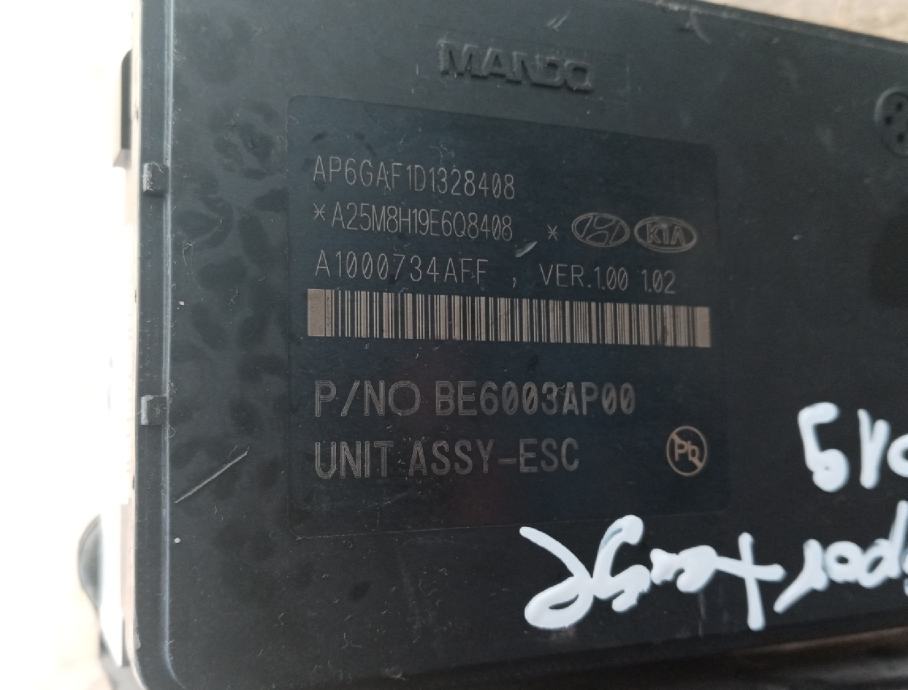 MANDO
AP6GAF1D1328408
*A25M8H19E6Q8408 * KIA
A1000734AFF , VER.1.00 1.02
P/NO BE6003AP00
UNIT ASSY-ESC
Pb